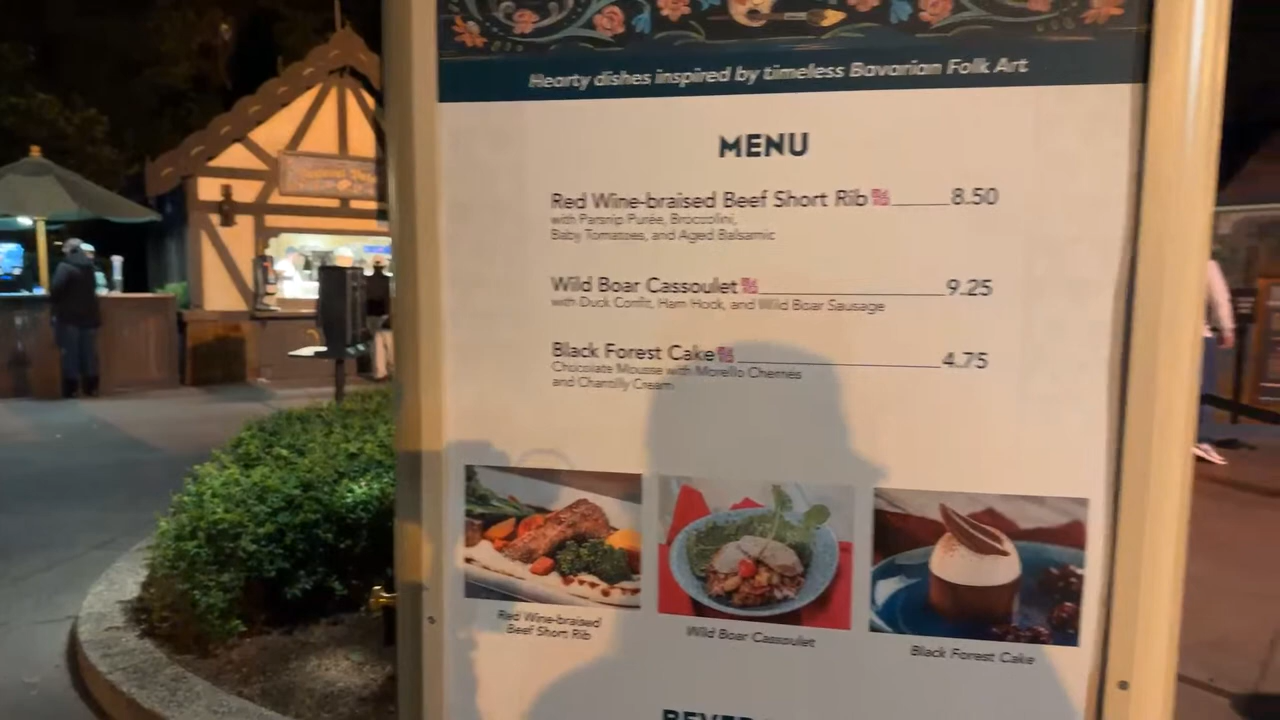 Hearty dishes inspired by timeless Bavarian Folk Art
MENU
Red Wine-braised Beef Short Rib 8.50
with Parsnip Purée, Broccolini,
Baby Tomatoes, and Aged Balsamic
Wild Boar Cassoulet 9.25
with Duck Confit, Ham Hock, and Wild Boar Sausage
Black Forest Cake 4.75
Chocolate Mousse with Morello Cherries
and Chantilly Cream
Red Wine-braised
Beef Short Rib
Wild Boar Cassoulet
Black Forest Cake